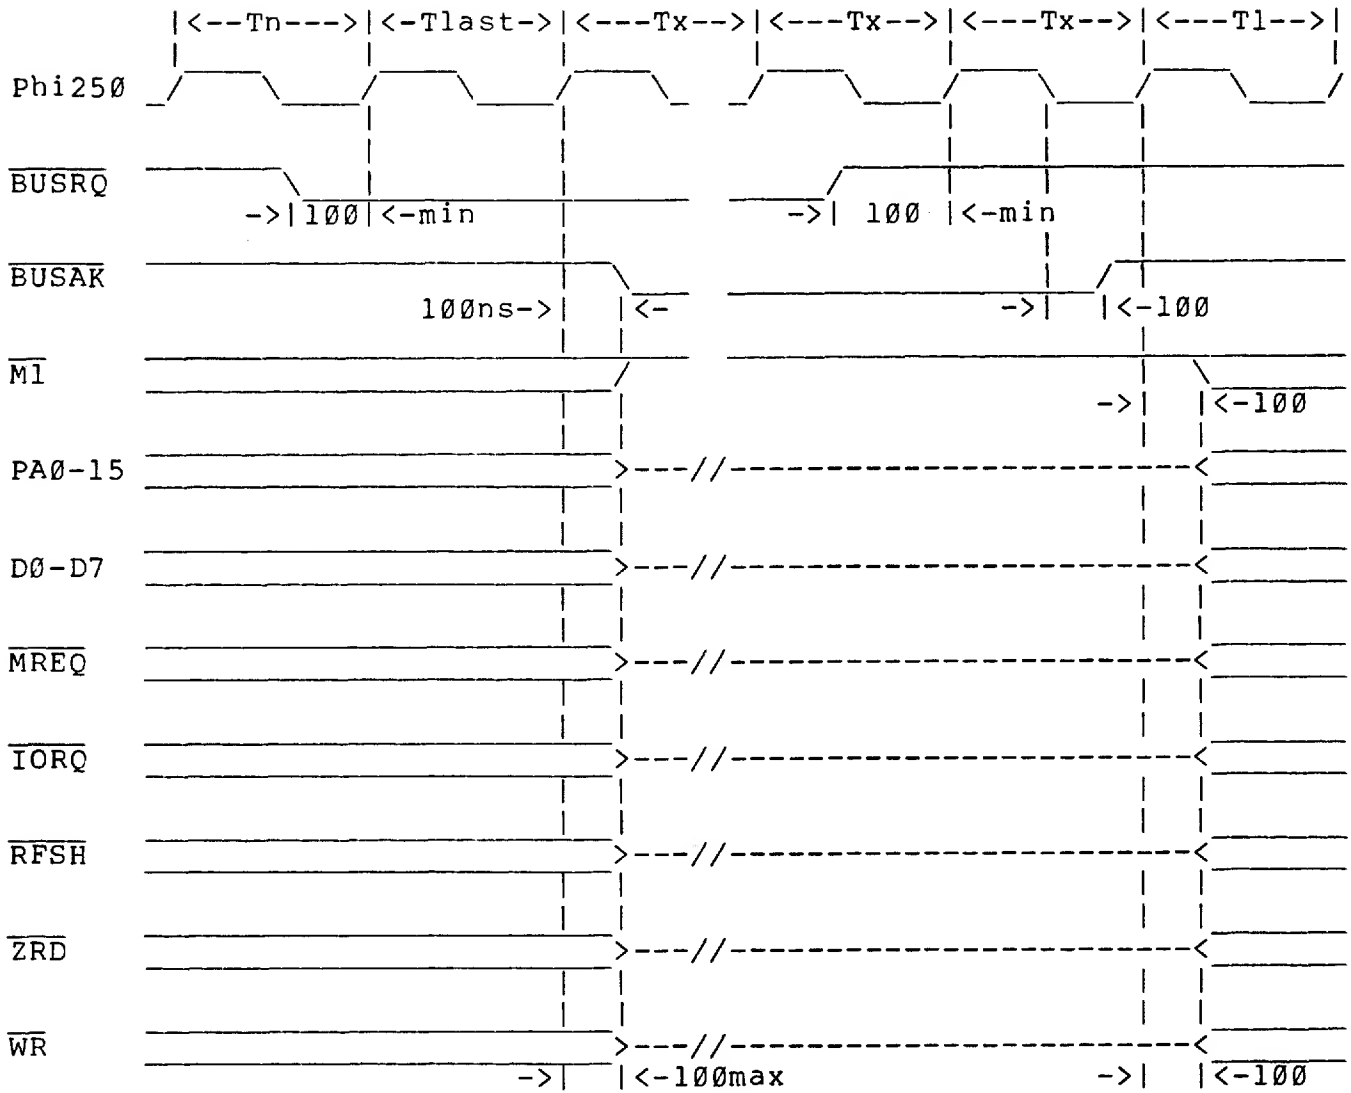 |<--Tn--->|<-Tlast->|<---Tx-->|<---Tx-->|<---Tx-->|<---Tl-->|
Phi250
BUSRQ
->|100|<-min ->| 100 |<-min
BUSAK
100ns->| |<- ->| |<-100
M1
->| |<-100
PA0-15 >---//------------------------<
D0-D7 >---//------------------------<
MREQ >---//------------------------<
IORQ >---//------------------------<
RFSH >---//------------------------<
ZRD >---//------------------------<
WR >---//------------------------<
->| |<-100max ->| |<-100